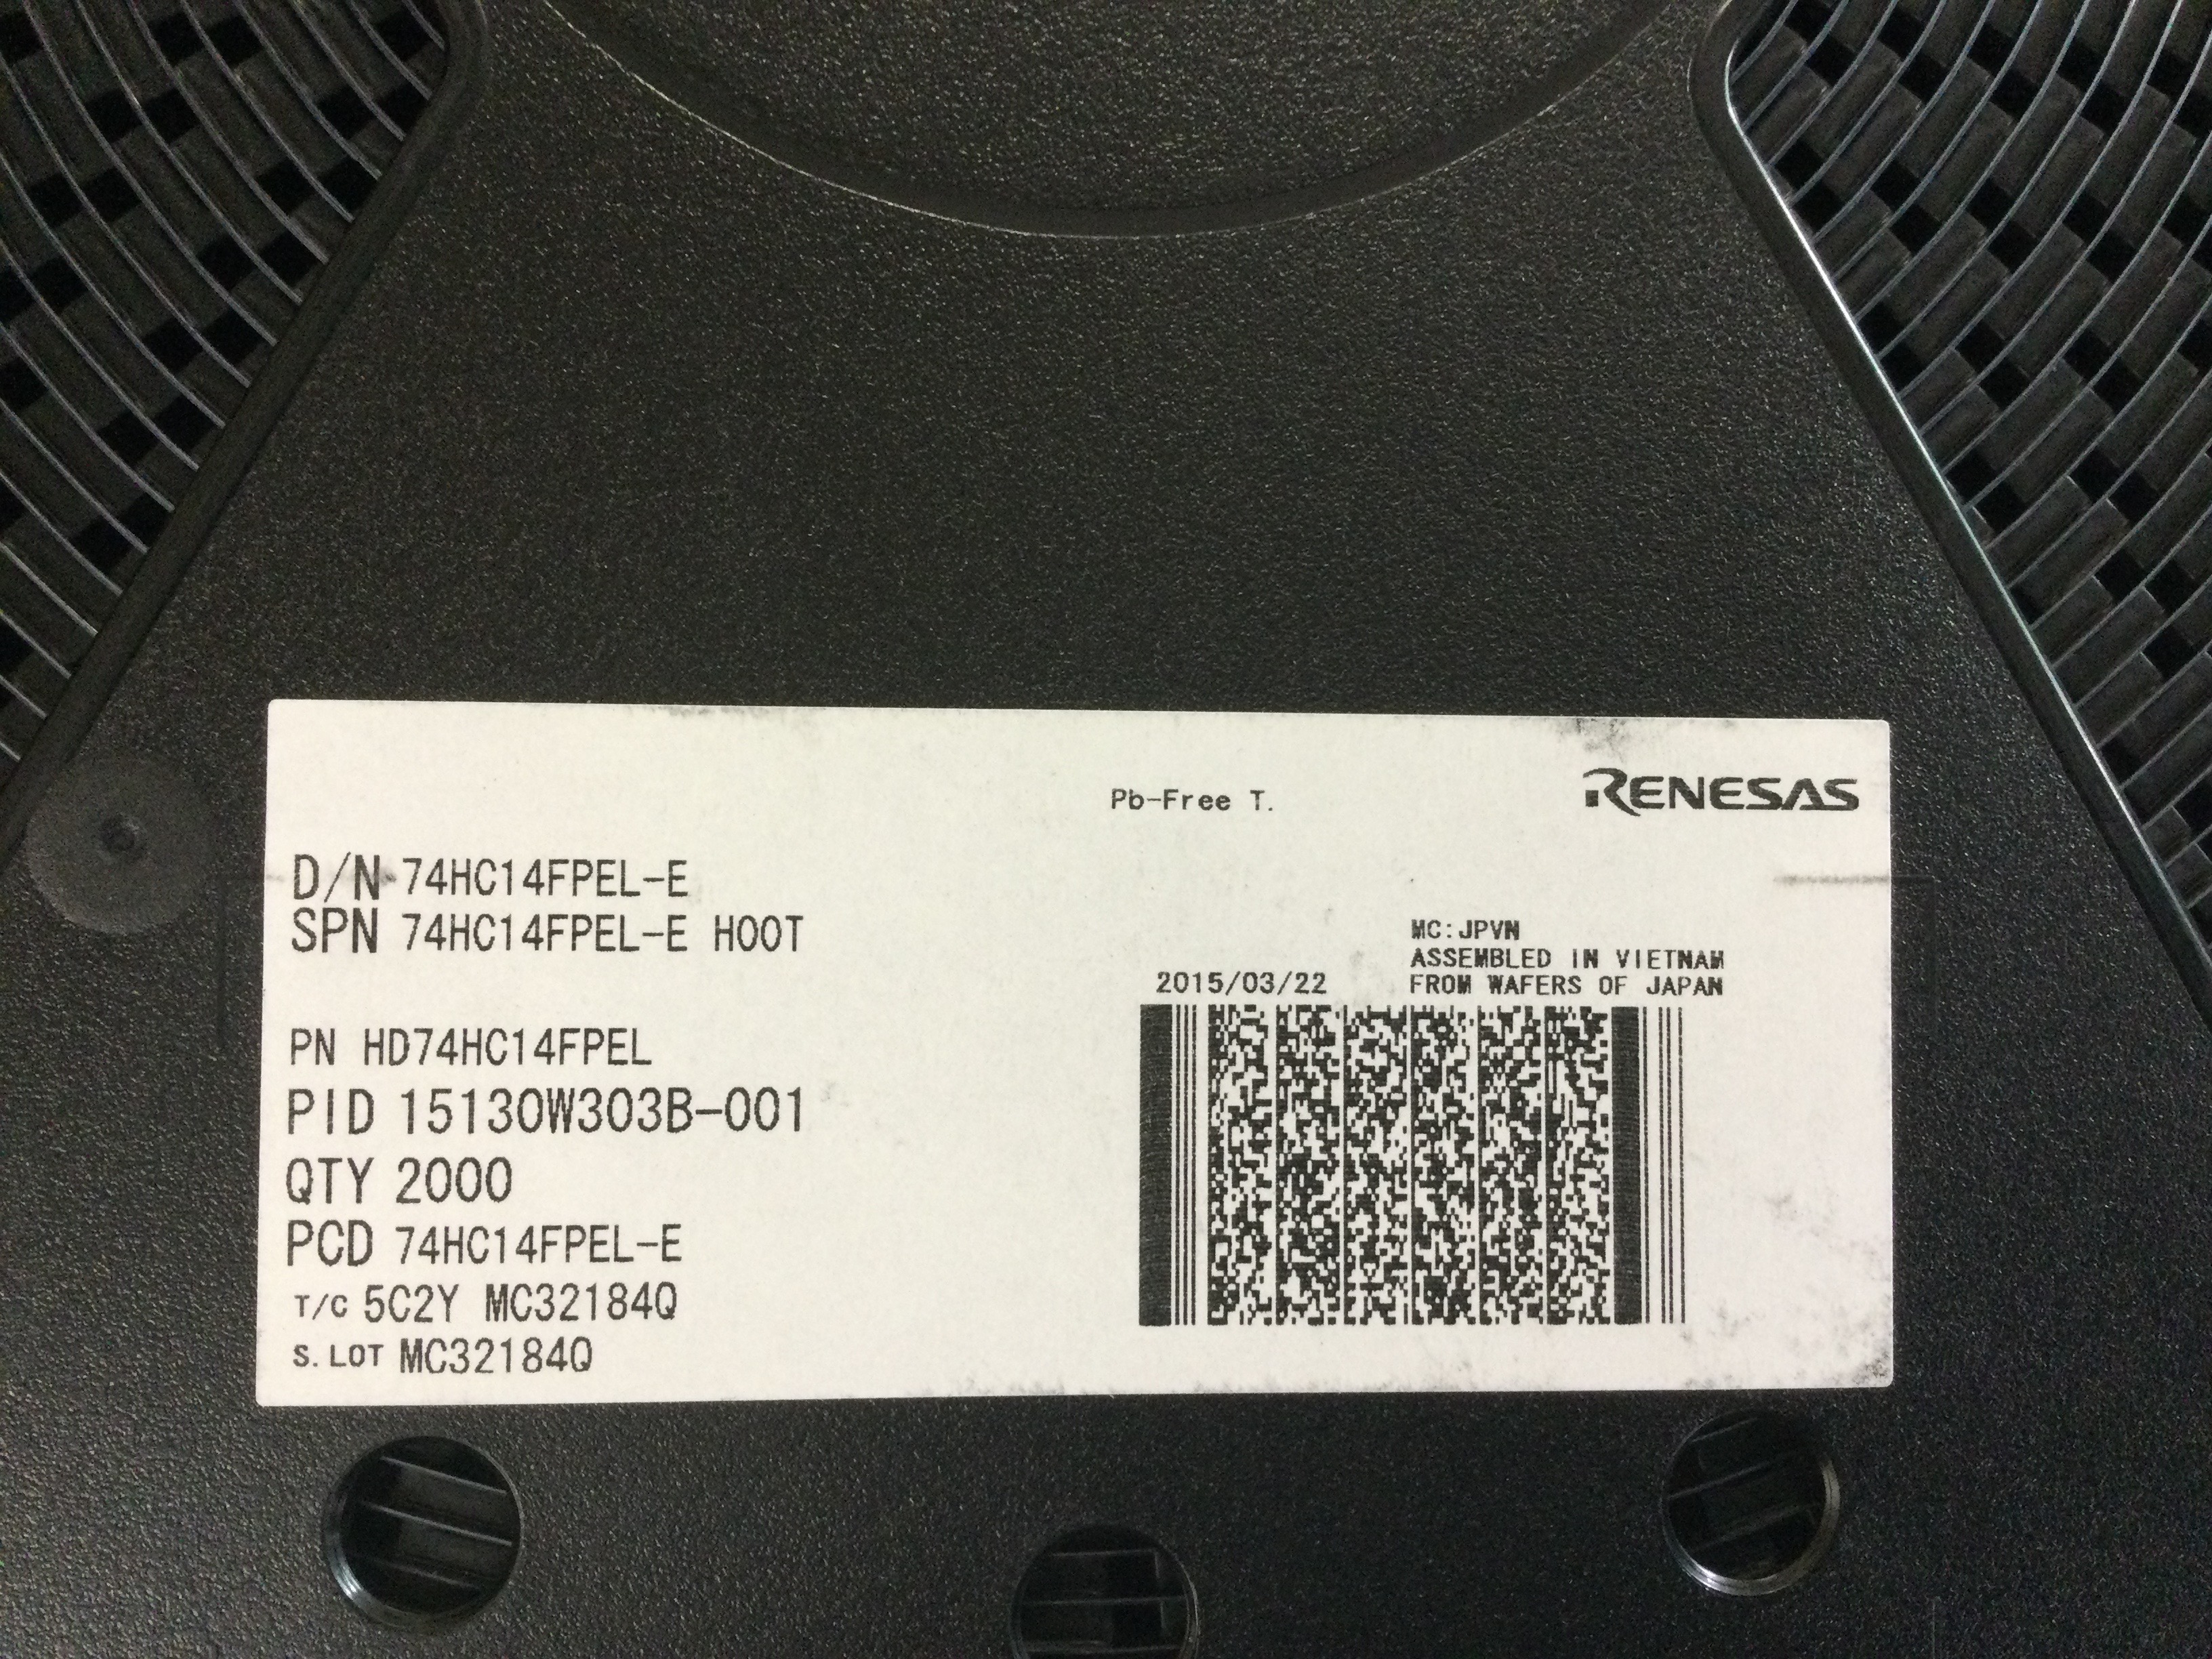 Pb-Free T.
RENESAS
D/N 74HC14FPEL-E
SPN 74HC14FPEL-E H00T
MC:JPVN
ASSEMBLED IN VIETNAM
2015/03/22
FROM WAFERS OF JAPAN
PN HD74HC14FPEL
PID 15130W303B-001
QTY 2000
PCD 74HC14FPEL-E
T/C 5C2Y MC32184Q
S.LOT MC32184Q